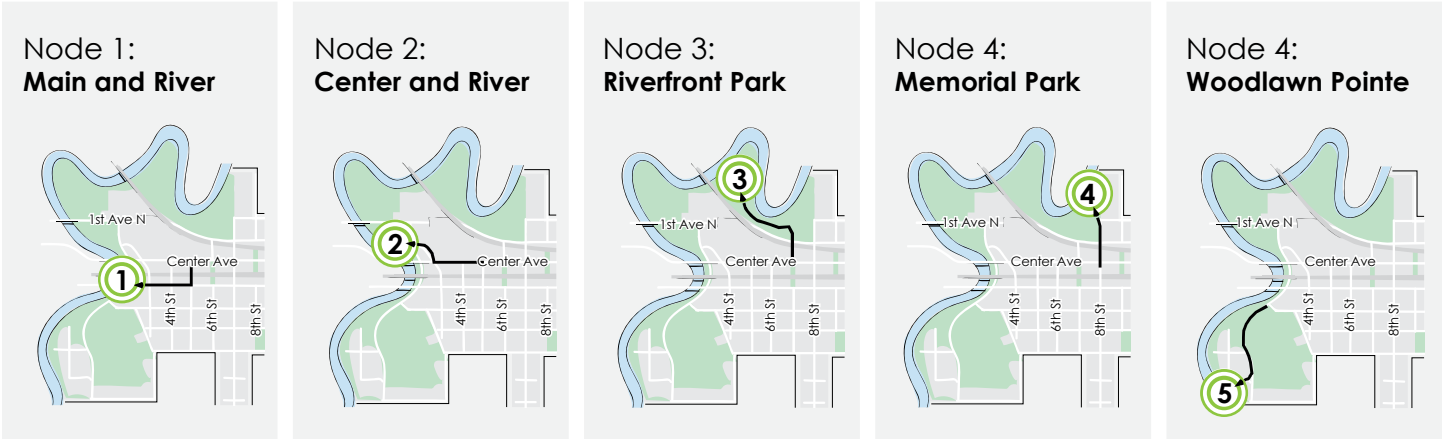 Node 1:
Main and River
1st Ave N
Center Ave
1
4th St
6th St
8th St
Node 2:
Center and River
1st Ave N
2
Center Ave
4th St
6th St
8th St
Node 3:
Riverfront Park
3
1st Ave N
Center Ave
4th St
6th St
8th St
Node 4:
Memorial Park
4
1st Ave N
Center Ave
4th St
6th St
8th St
Node 4:
Woodlawn Pointe
1st Ave N
Center Ave
4th St
6th St
8th St
5